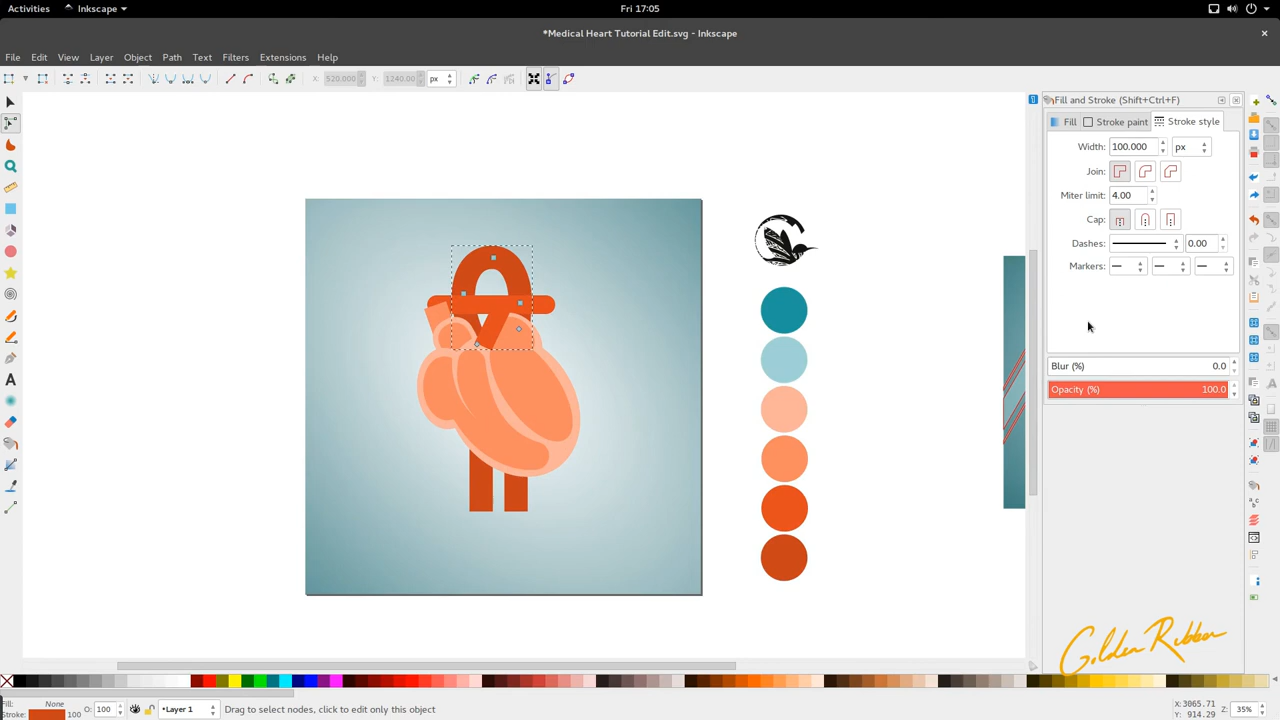 Activities Inkscape Fri 17:05
*Medical Heart Tutorial Edit.svg - Inkscape
File Edit View Layer Object Path Text Filters Extensions Help
X: 520.000 Y: 1240.00 px
Fill and Stroke (Shift+Ctrl+F)
Fill Stroke paint Stroke style
Width: 100.000 px
Join:
Miter limit: 4.00
Cap:
Dashes: 0.00
Markers:
Blur (%) 0.0
Opacity (%) 100.0
Golden Ribbon
Fill: None O: 100 •Layer 1 Drag to select nodes, click to edit only this object X: 3065.71 Z: 35%
Stroke: 100 Y: 914.29